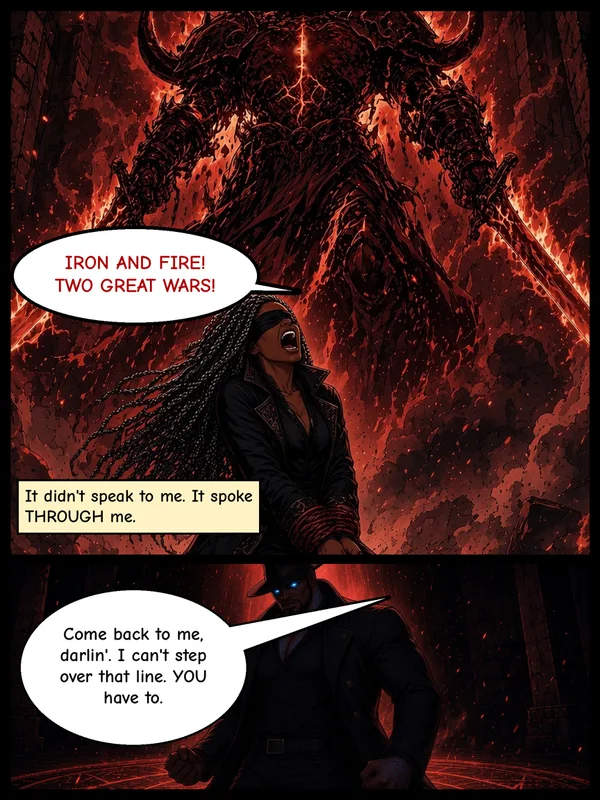 IRON AND FIRE!
TWO GREAT WARS!
It didn't speak to me. It spoke
THROUGH me.
Come back to me,
darlin'. I can't step
over that line. YOU
have to.